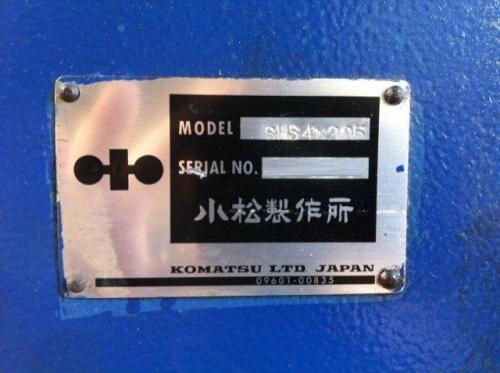 MODEL SHS4×205
SERIAL NO.
小松製作所
KOMATSU LTD. JAPAN
09601-00835